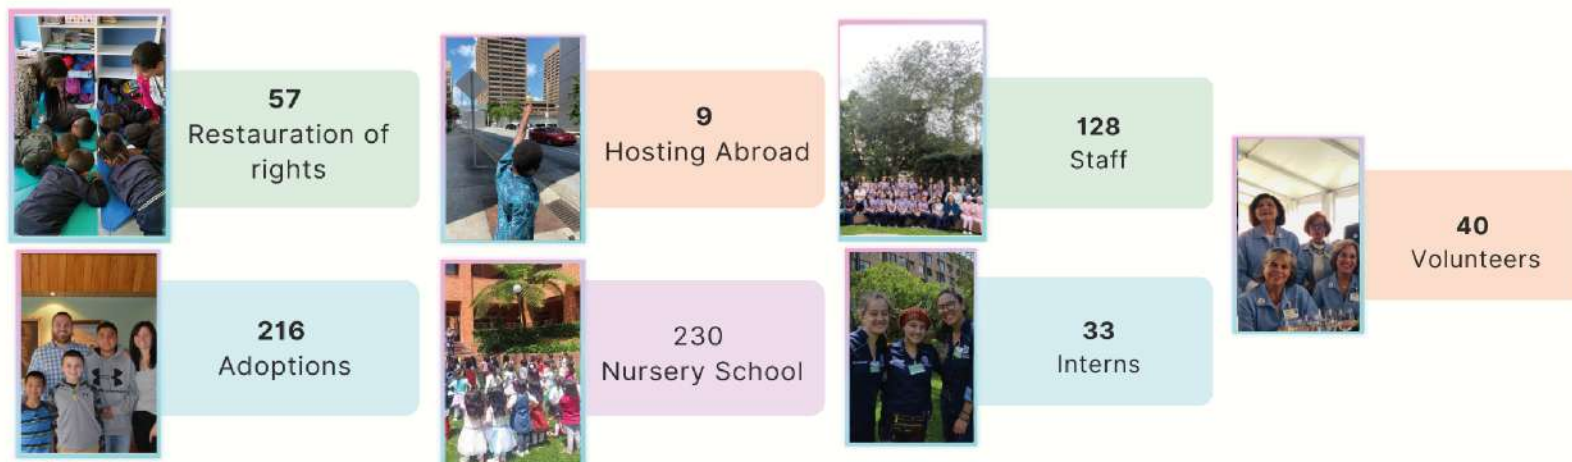 57
Restauration of
rights
9
Hosting Abroad
128
Staff
40
Volunteers
216
Adoptions
230
Nursery School
33
Interns